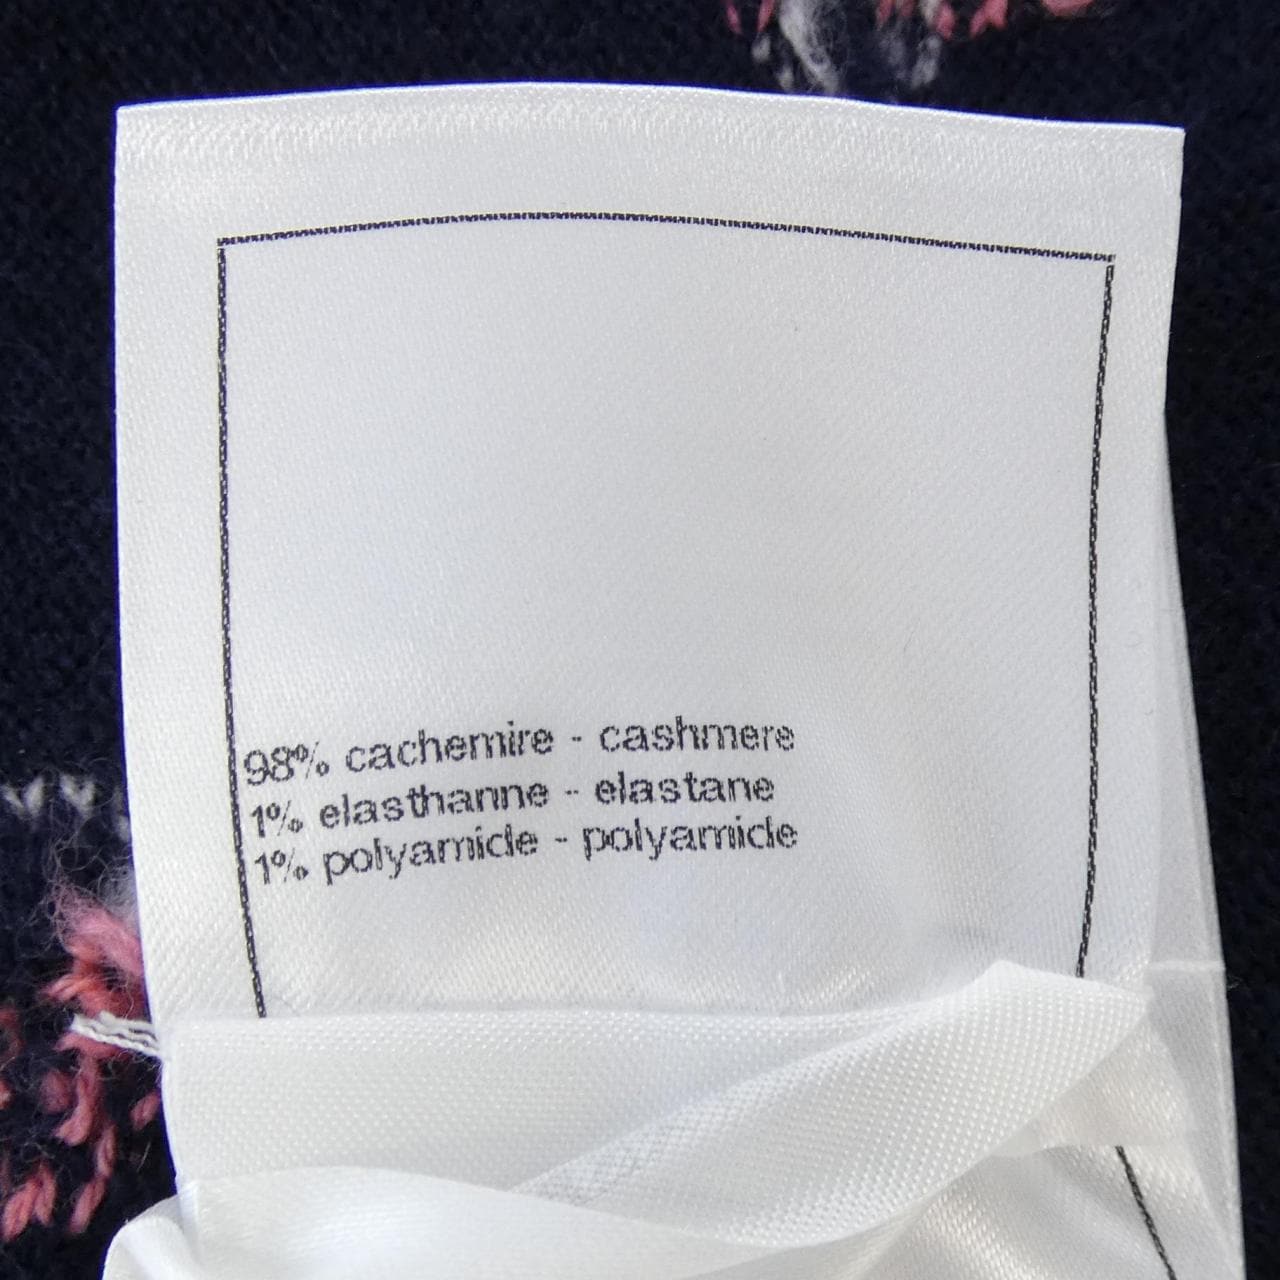 98% cachemire - cashmere
1% elasthanne - elastane
1% polyamide - polyamide